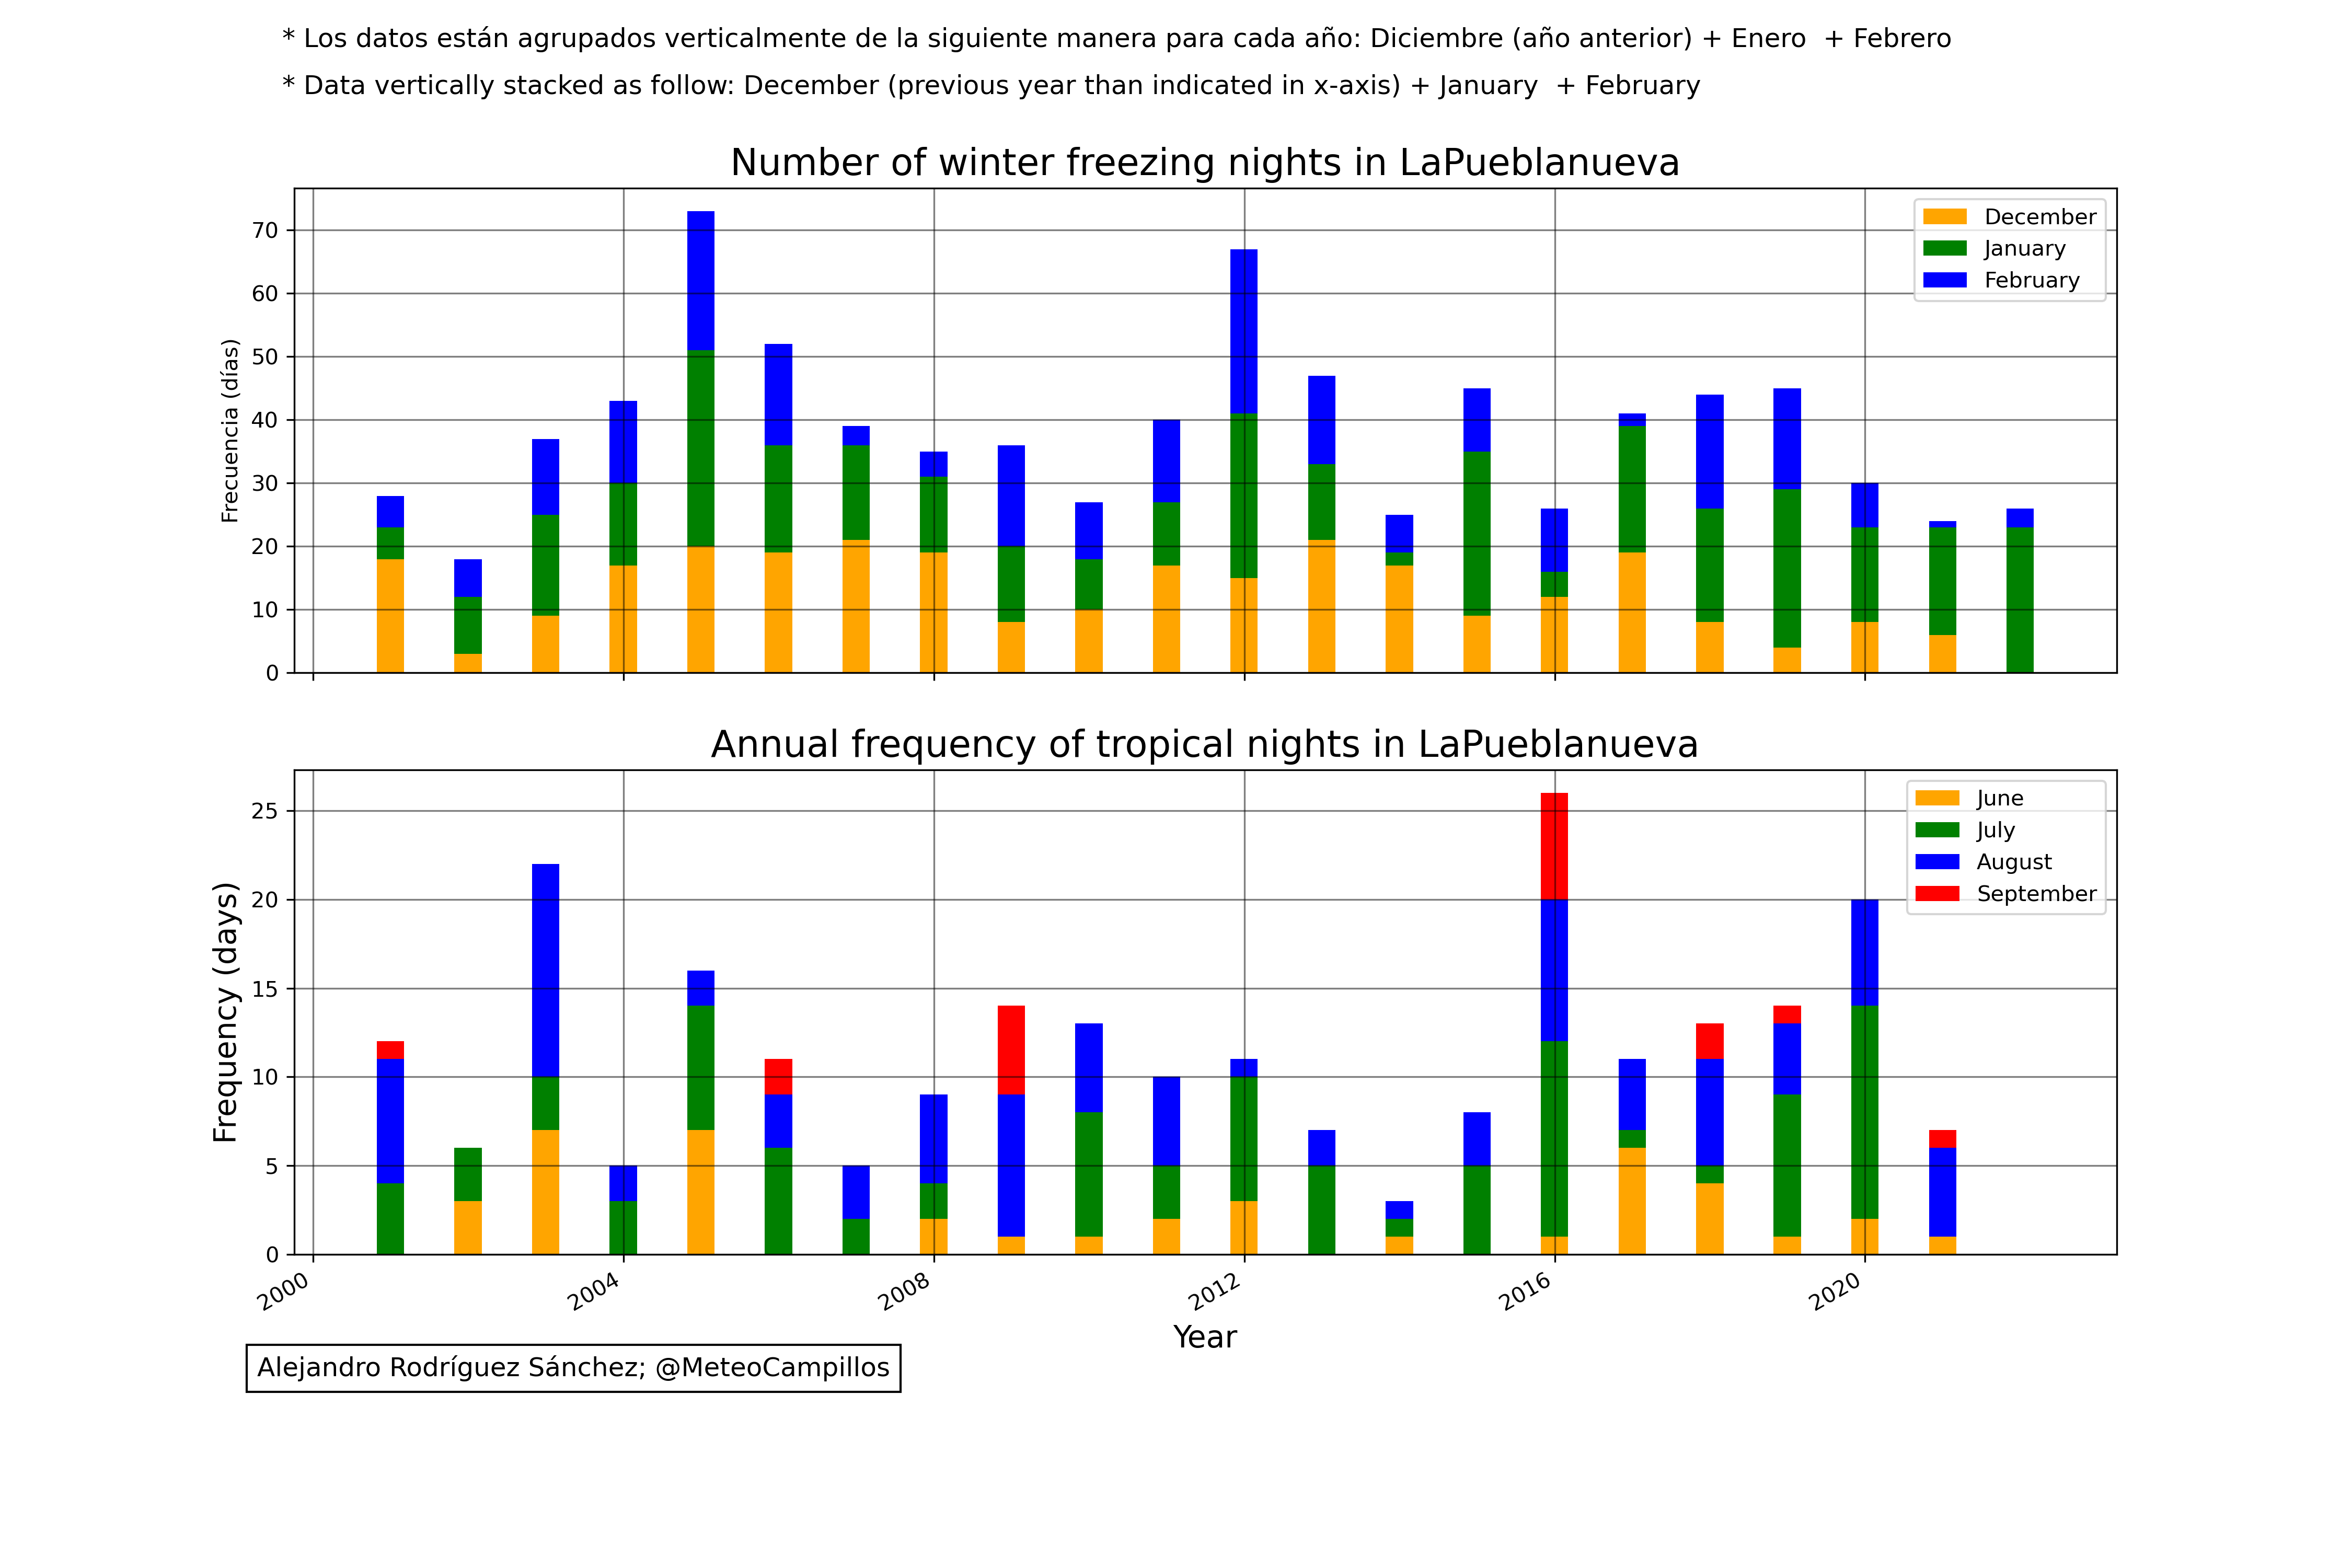 * Los datos están agrupados verticalmente de la siguiente manera para cada año: Diciembre (año anterior) + Enero  + Febrero
* Data vertically stacked as follow: December (previous year than indicated in x-axis) + January  + February
Number of winter freezing nights in LaPueblanueva
Frecuencia (días)
70
60
50
40
30
20
10
0
December
January
February
Annual frequency of tropical nights in LaPueblanueva
Frequency (days)
25
20
15
10
5
0
June
July
August
September
2000
2004
2008
2012
2016
2020
Year
Alejandro Rodríguez Sánchez; @MeteoCampillos